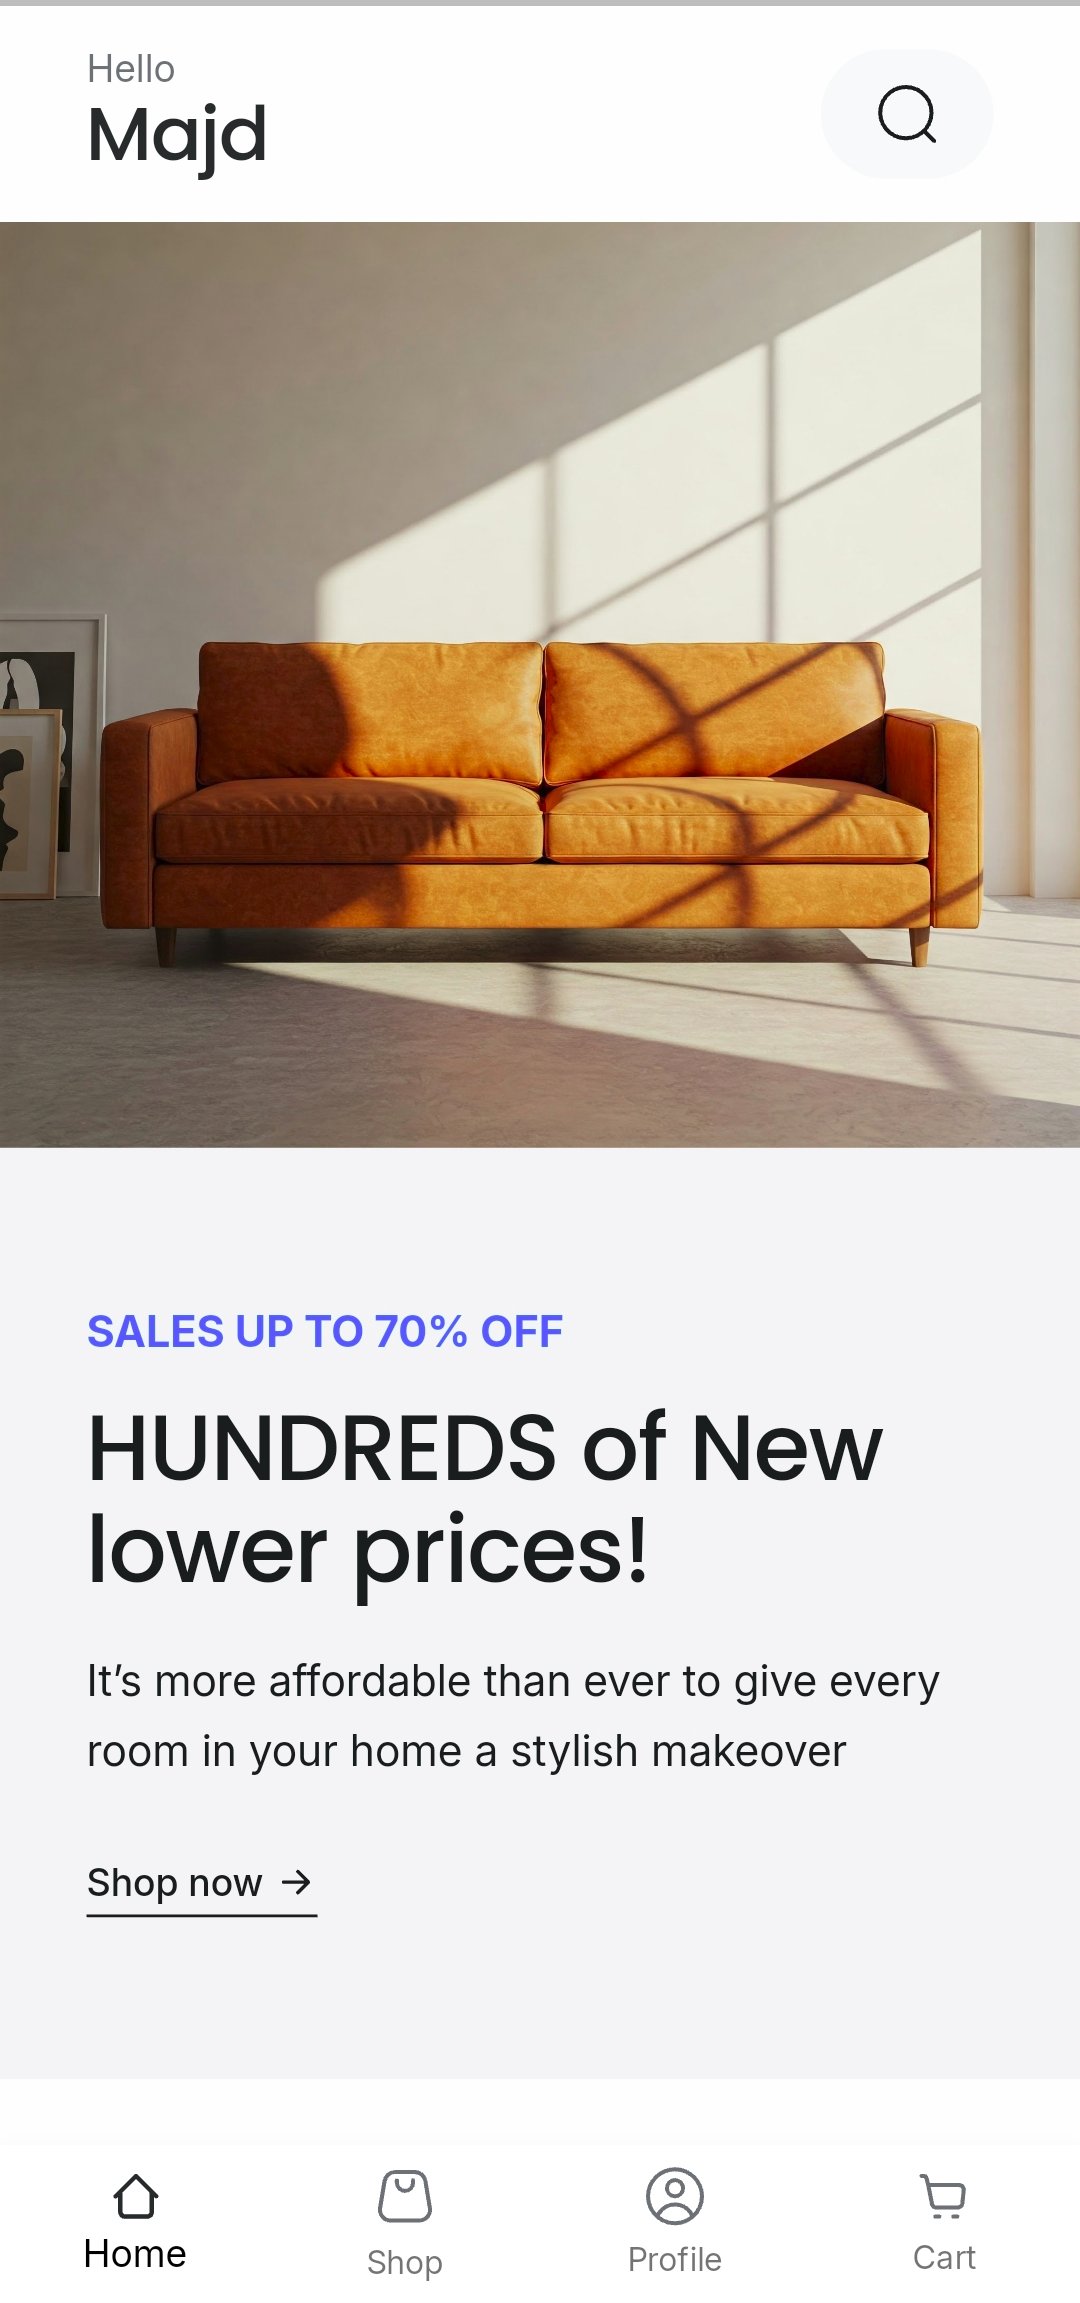 Hello
Majd
SALES UP TO 70% OFF
HUNDREDS of New
lower prices!
It’s more affordable than ever to give every
room in your home a stylish makeover
Shop now
Home
Shop
Profile
Cart